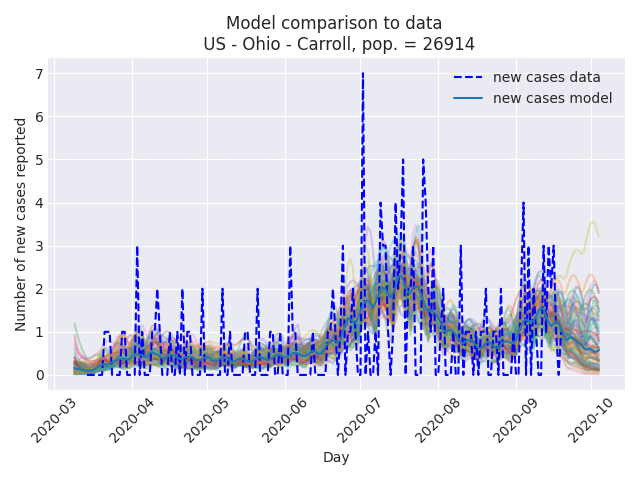 Model comparison to data
US - Ohio - Carroll, pop. = 26914
new cases data
new cases model
Number of new cases reported
7
6
5
4
3
2
1
0
2020-03
2020-04
2020-05
2020-06
2020-07
2020-08
2020-09
2020-10
Day